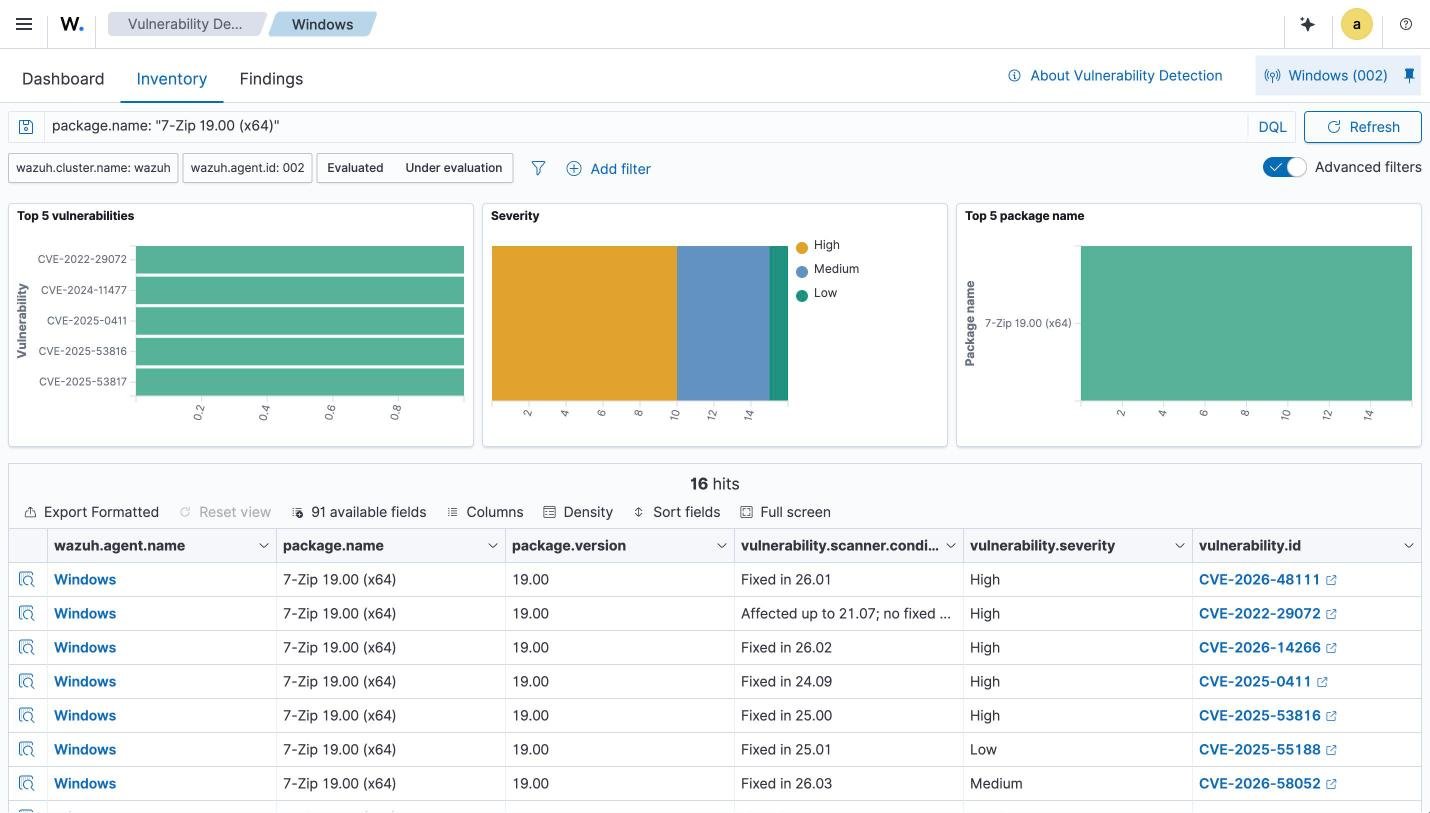 W. Vulnerability De... Windows a
Dashboard Inventory Findings About Vulnerability Detection Windows (002)
package.name: "7-Zip 19.00 (x64)" DQL Refresh
wazuh.cluster.name: wazuh wazuh.agent.id: 002 Evaluated Under evaluation Add filter Advanced filters
Top 5 vulnerabilities
Vulnerability
CVE-2022-29072
CVE-2024-11477
CVE-2025-0411
CVE-2025-53816
CVE-2025-53817
0.2 0.4 0.6 0.8
Severity
High
Medium
Low
2 4 6 8 10 12 14
Top 5 package name
Package name
7-Zip 19.00 (x64)
2 4 6 8 10 12 14
16 hits
Export Formatted Reset view 91 available fields Columns Density Sort fields Full screen
wazuh.agent.name package.name package.version vulnerability.scanner.condi... vulnerability.severity vulnerability.id
Windows 7-Zip 19.00 (x64) 19.00 Fixed in 26.01 High CVE-2026-48111
Windows 7-Zip 19.00 (x64) 19.00 Affected up to 21.07; no fixed ... High CVE-2022-29072
Windows 7-Zip 19.00 (x64) 19.00 Fixed in 26.02 High CVE-2026-14266
Windows 7-Zip 19.00 (x64) 19.00 Fixed in 24.09 High CVE-2025-0411
Windows 7-Zip 19.00 (x64) 19.00 Fixed in 25.00 High CVE-2025-53816
Windows 7-Zip 19.00 (x64) 19.00 Fixed in 25.01 Low CVE-2025-55188
Windows 7-Zip 19.00 (x64) 19.00 Fixed in 26.03 Medium CVE-2026-58052